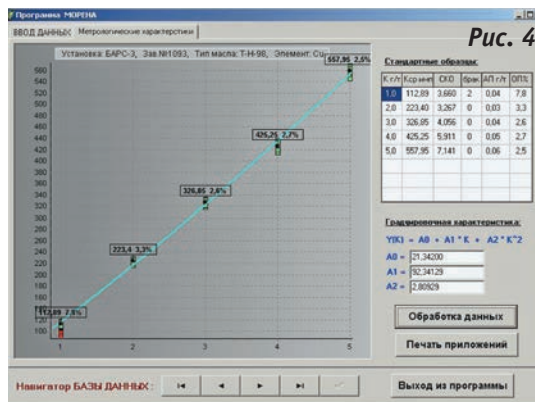 Программа МОРЕНА
ВВОД ДАННЫХ Метрологические характерстики
Рис. 4
Установка: БАРС-3, Зав.№1093, Тип масла: Т-Н-98, Элемент: Cu
557,95 2,5%
425,25 2,7%
326,85 2,6%
223,4 3,3%
112,89 7,8%
560
540
520
500
480
460
440
420
400
380
360
340
320
300
280
260
240
220
200
180
160
140
120
100
1 2 3 4 5
Стандартные образцы:
К г/т Кср инт СКО брак АП г/т ОП%
1,0 112,89 3,660 2 0,04 7,8
2,0 223,40 3,267 0 0,03 3,3
3,0 326,85 4,056 0 0,04 2,6
4,0 425,25 5,911 0 0,05 2,7
5,0 557,95 7,141 0 0,06 2,5
Градуировочная характеристика:
Y(K) = A0 + A1 * K + A2 * K^2
A0 = 21,34200
A1 = 92,34129
A2 = 2,80929
Обработка данных
Печать приложений
Навигатор БАЗЫ ДАННЫХ :
Выход из программы